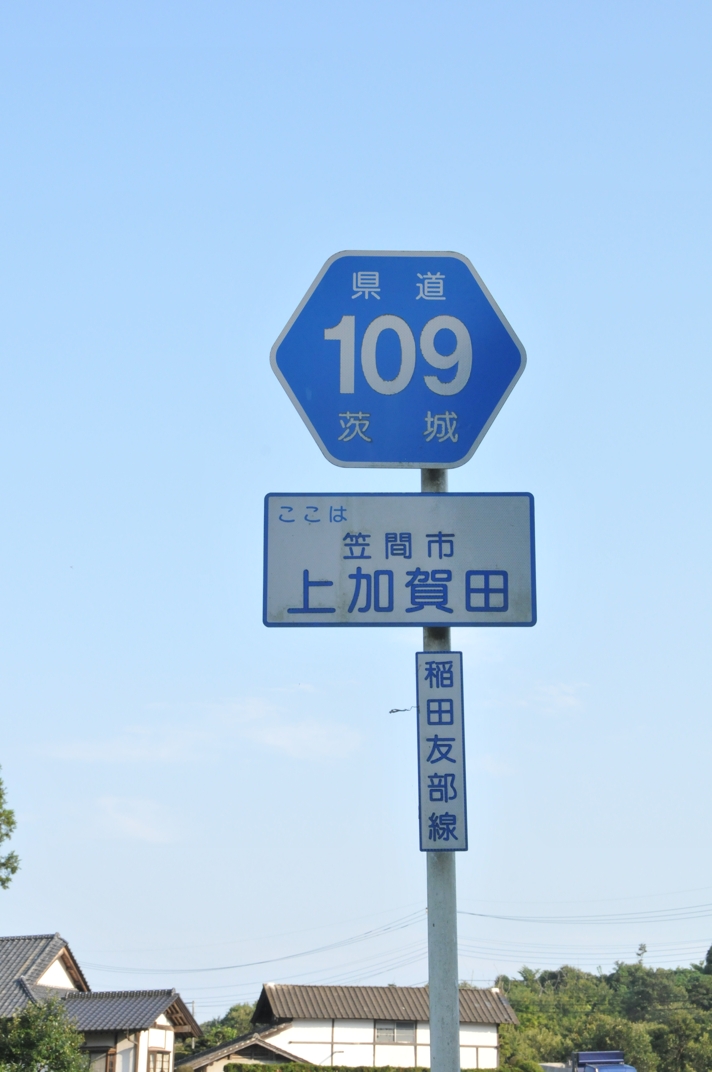 県道
109
茨城
ここは
笠間市
上加賀田
稲田友部線